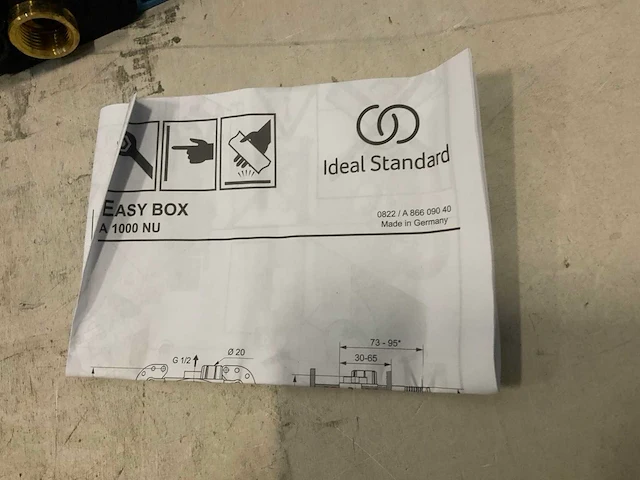 Ideal Standard
EASY BOX
A 1000 NU
0822 / A 866 090 40
Made in Germany
G 1/2
Ø 20
73 - 95*
30-65